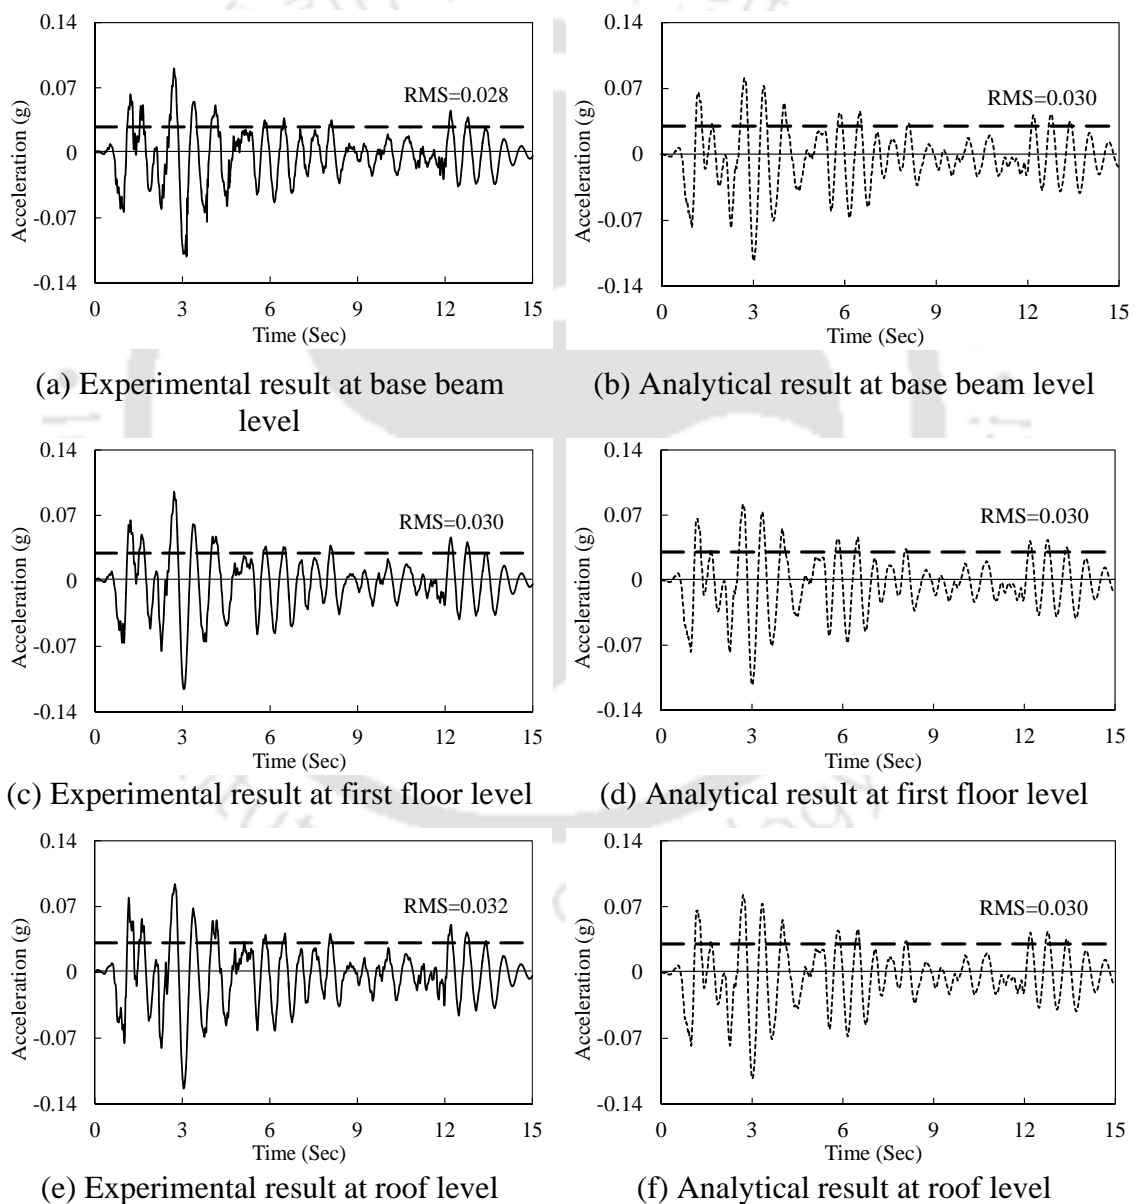 0.14
0.07
0
-0.07
-0.14
Acceleration (g)
RMS=0.028
0 3 6 9 12 15
Time (Sec)
0.14
0.07
0
-0.07
-0.14
Acceleration (g)
RMS=0.030
0 3 6 9 12 15
Time (Sec)
(a) Experimental result at base beam
level
(b) Analytical result at base beam level
0.14
0.07
0
-0.07
-0.14
Acceleration (g)
RMS=0.030
0 3 6 9 12 15
Time (Sec)
0.14
0.07
0
-0.07
-0.14
Acceleration (g)
RMS=0.030
0 3 6 9 12 15
Time (Sec)
(c) Experimental result at first floor level
(d) Analytical result at first floor level
0.14
0.07
0
-0.07
-0.14
Acceleration (g)
RMS=0.032
0 3 6 9 12 15
Time (Sec)
0.14
0.07
0
-0.07
-0.14
Acceleration (g)
RMS=0.030
0 3 6 9 12 15
Time (Sec)
(e) Experimental result at roof level
(f) Analytical result at roof level